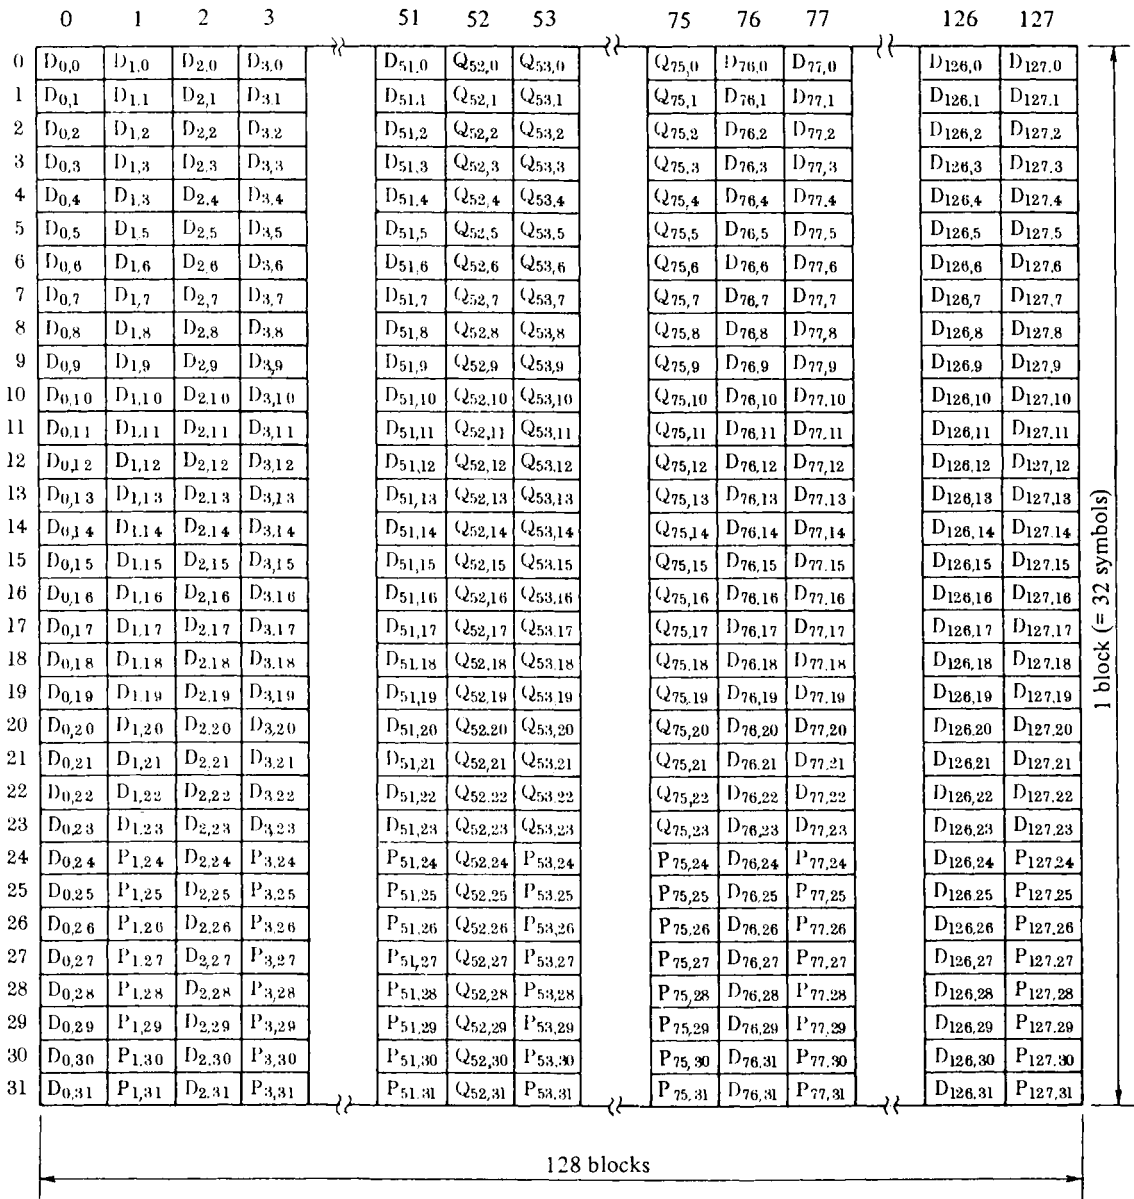 0 1 2 3 51 52 53 75 76 77 126 127
0 D0,0 D1,0 D2,0 D3,0 D51,0 Q52,0 Q53,0 Q75,0 D76,0 D77,0 D126,0 D127,0
1 D0,1 D1,1 D2,1 D3,1 D51,1 Q52,1 Q53,1 Q75,1 D76,1 D77,1 D126,1 D127,1
2 D0,2 D1,2 D2,2 D3,2 D51,2 Q52,2 Q53,2 Q75,2 D76,2 D77,2 D126,2 D127,2
3 D0,3 D1,3 D2,3 D3,3 D51,3 Q52,3 Q53,3 Q75,3 D76,3 D77,3 D126,3 D127,3
4 D0,4 D1,3 D2,4 D3,4 D51,4 Q52,4 Q53,4 Q75,4 D76,4 D77,4 D126,4 D127,4
5 D0,5 D1,5 D2,5 D3,5 D51,5 Q52,5 Q53,5 Q75,5 D76,5 D77,5 D126,5 D127,5
6 D0,6 D1,6 D2,6 D3,6 D51,6 Q52,6 Q53,6 Q75,6 D76,6 D77,6 D126,6 D127,6
7 D0,7 D1,7 D2,7 D3,7 D51,7 Q52,7 Q53,7 Q75,7 D76,7 D77,7 D126,7 D127,7
8 D0,8 D1,8 D2,8 D3,8 D51,8 Q52,8 Q53,8 Q75,8 D76,8 D77,8 D126,8 D127,8
9 D0,9 D1,9 D2,9 D3,9 D51,9 Q52,9 Q53,9 Q75,9 D76,9 D77,9 D126,9 D127,9
10 D0,10 D1,10 D2,10 D3,10 D51,10 Q52,10 Q53,10 Q75,10 D76,10 D77,10 D126,10 D127,10
11 D0,11 D1,11 D2,11 D3,11 D51,11 Q52,11 Q53,11 Q75,11 D76,11 D77,11 D126,11 D127,11
12 D0,12 D1,12 D2,12 D3,12 D51,12 Q52,12 Q53,12 Q75,12 D76,12 D77,12 D126,12 D127,12
13 D0,13 D1,13 D2,13 D3,13 D51,13 Q52,13 Q53,13 Q75,13 D76,13 D77,13 D126,13 D127,13
14 D0,14 D1,14 D2,14 D3,14 D51,14 Q52,14 Q53,14 Q75,14 D76,14 D77,14 D126,14 D127,14
15 D0,15 D1,15 D2,15 D3,15 D51,15 Q52,15 Q53,15 Q75,15 D76,15 D77,15 D126,15 D127,15
16 D0,16 D1,16 D2,16 D3,16 D51,16 Q52,16 Q53,16 Q75,16 D76,16 D77,16 D126,16 D127,16
17 D0,17 D1,17 D2,17 D3,17 D51,17 Q52,17 Q53,17 Q75,17 D76,17 D77,17 D126,17 D127,17
18 D0,18 D1,18 D2,18 D3,18 D51,18 Q52,18 Q53,18 Q75,18 D76,18 D77,18 D126,18 D127,18
19 D0,19 D1,19 D2,19 D3,19 D51,19 Q52,19 Q53,19 Q75,19 D76,19 D77,19 D126,19 D127,19
20 D0,20 D1,20 D2,20 D3,20 D51,20 Q52,20 Q53,20 Q75,20 D76,20 D77,20 D126,20 D127,20
21 D0,21 D1,21 D2,21 D3,21 D51,21 Q52,21 Q53,21 Q75,21 D76,21 D77,21 D126,21 D127,21
22 D0,22 D1,22 D2,22 D3,22 D51,22 Q52,22 Q53,22 Q75,22 D76,22 D77,22 D126,22 D127,22
23 D0,23 D1,23 D2,23 D3,23 D51,23 Q52,23 Q53,23 Q75,23 D76,23 D77,23 D126,23 D127,23
24 D0,24 P1,24 D2,24 P3,24 P51,24 Q52,24 P53,24 P75,24 D76,24 P77,24 D126,24 P127,24
25 D0,25 P1,25 D2,25 P3,25 P51,25 Q52,25 P53,25 P75,25 D76,25 P77,25 D126,25 P127,25
26 D0,26 P1,26 D2,26 P3,26 P51,26 Q52,26 P53,26 P75,26 D76,26 P77,26 D126,26 P127,26
27 D0,27 P1,27 D2,27 P3,27 P51,27 Q52,27 P53,27 P75,27 D76,27 P77,27 D126,27 P127,27
28 D0,28 P1,28 D2,28 P3,28 P51,28 Q52,28 P53,28 P75,28 D76,28 P77,28 D126,28 P127,28
29 D0,29 P1,29 D2,29 P3,29 P51,29 Q52,29 P53,29 P75,29 D76,29 P77,29 D126,29 P127,29
30 D0,30 P1,30 D2,30 P3,30 P51,30 Q52,30 P53,30 P75,30 D76,31 P77,30 D126,30 P127,30
31 D0,31 P1,31 D2,31 P3,31 P51,31 Q52,31 P53,31 P75,31 D76,31 P77,31 D126,31 P127,31
1 block (= 32 symbols)
128 blocks